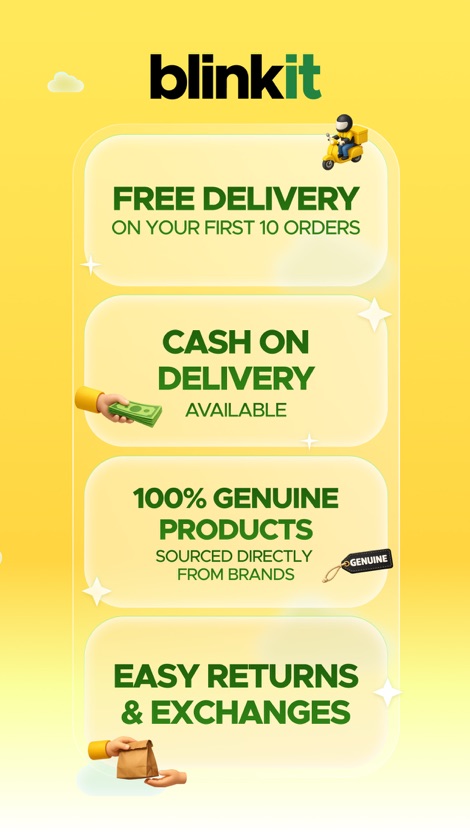 blinkit
FREE DELIVERY
ON YOUR FIRST 10 ORDERS
CASH ON
DELIVERY
AVAILABLE
100% GENUINE
PRODUCTS
SOURCED DIRECTLY
FROM BRANDS
GENUINE
EASY RETURNS
& EXCHANGES